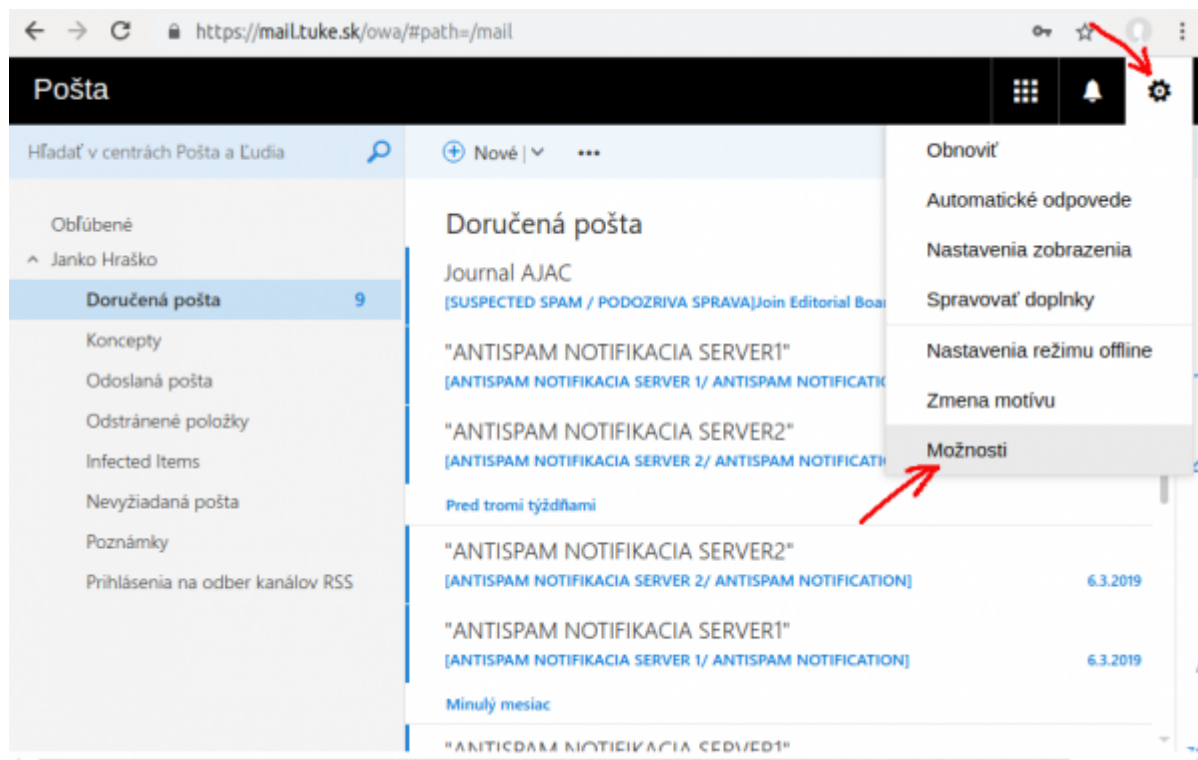 https://mail.tuke.sk/owa/#path=/mail
Pošta
Hľadať v centrách Pošta a Ľudia
Nové
Obľúbené
Janko Hraško
Doručená pošta 9
Koncepty
Odoslaná pošta
Odstránené položky
Infected Items
Nevyžiadaná pošta
Poznámky
Prihlásenia na odber kanálov RSS
Doručená pošta
Journal AJAC
[SUSPECTED SPAM / PODOZRIVA SPRAVA]Join Editorial
"ANTISPAM NOTIFIKACIA SERVER1"
[ANTISPAM NOTIFIKACIA SERVER 1/ ANTISPAM
"ANTISPAM NOTIFIKACIA SERVER2"
[ANTISPAM NOTIFIKACIA SERVER 2/ ANTISPAM
Pred tromi týždňami
"ANTISPAM NOTIFIKACIA SERVER2"
[ANTISPAM NOTIFIKACIA SERVER 2/ ANTISPAM NOTIFICATION] 6.3.2019
"ANTISPAM NOTIFIKACIA SERVER1"
[ANTISPAM NOTIFIKACIA SERVER 1/ ANTISPAM NOTIFICATION] 6.3.2019
Minulý mesiac
"ANTISPAM NOTIFIKACIA SERVER1"
Obnoviť
Automatické odpovede
Nastavenia zobrazenia
Spravovať doplnky
Nastavenia režimu offline
Zmena motívu
Možnosti